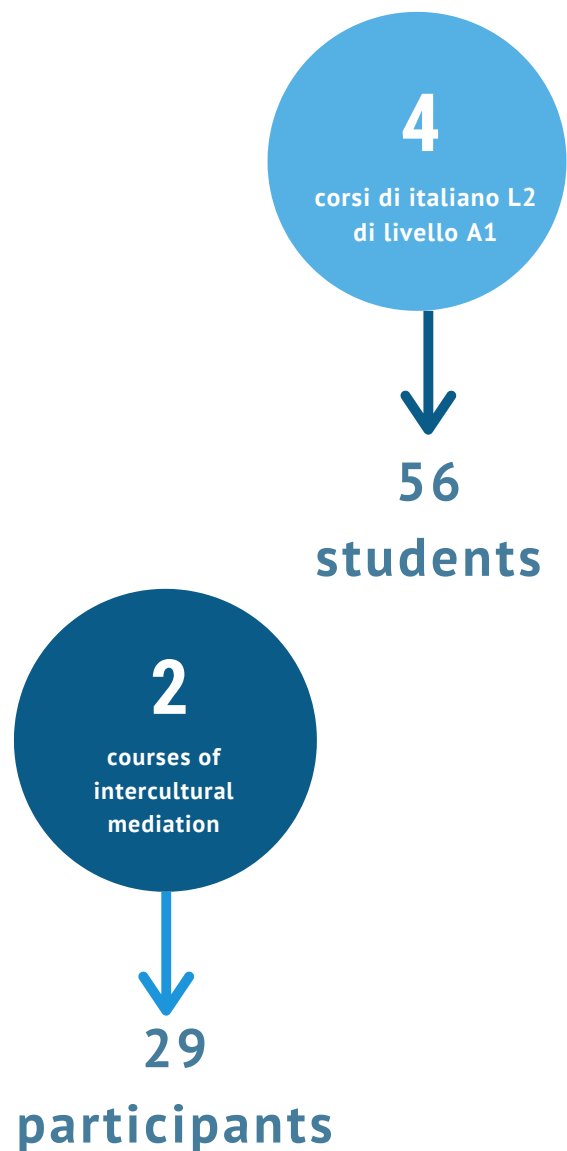 4
corsi di italiano L2
di livello A1
56
students
2
courses of
intercultural
mediation
29
participants